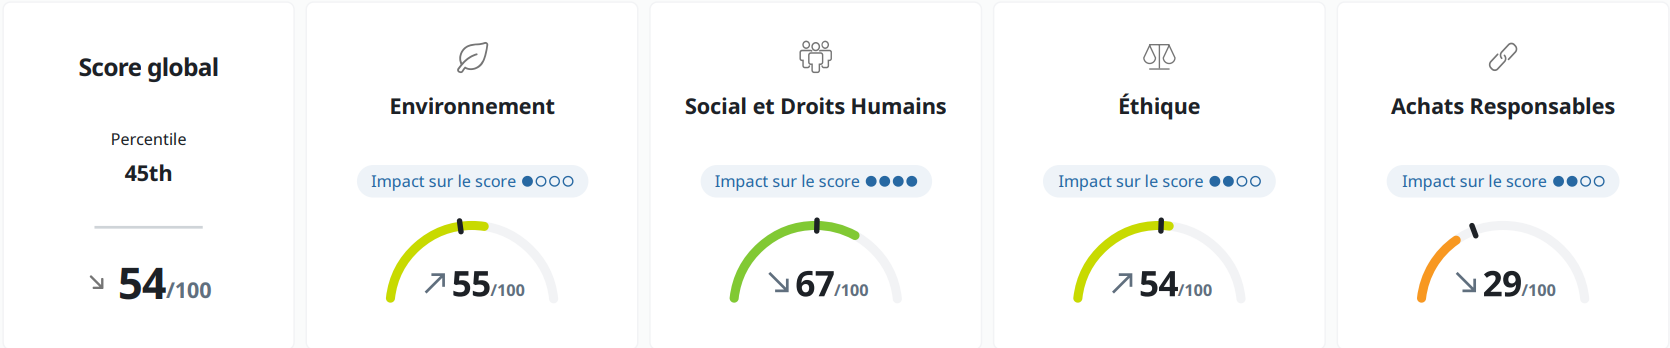 Score global
Percentile
45th
54/100
Environnement
Impact sur le score
55/100
Social et Droits Humains
Impact sur le score
67/100
Éthique
Impact sur le score
54/100
Achats Responsables
Impact sur le score
29/100